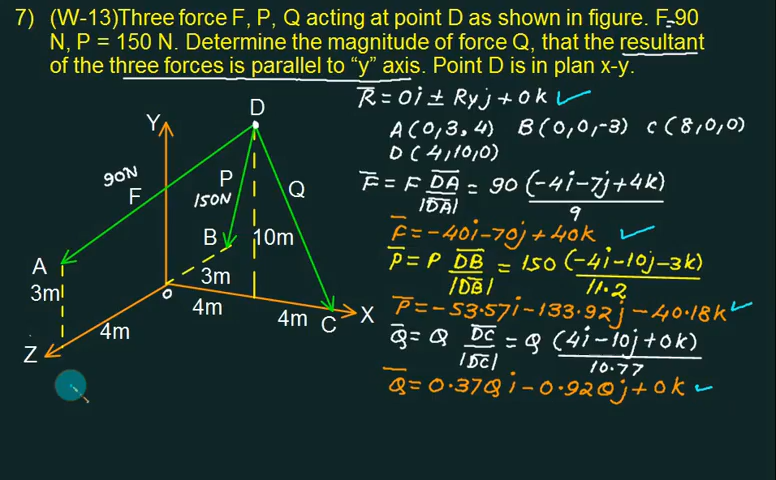 7) (W-13)Three force F, P, Q acting at point D as shown in figure. F=90
N, P = 150 N. Determine the magnitude of force Q, that the resultant
of the three forces is parallel to “y” axis. Point D is in plan x-y.
R̅ = 0i ± Ryj + 0k ✓
A(0,3,4) B(0,0,-3) C(8,0,0)
D(4,10,0)
F̅ = F D̅A̅/|DA| = 90 (-4i-7j+4k)/9
F̅ = -40i-70j+40k ✓
P̅ = P D̅B̅/|DB| = 150 (-4i-10j-3k)/11.2
P̅ = -53.57i-133.92j-40.18k ✓
Q̅ = Q D̅C̅/|DC| = Q (4i-10j+0k)/10.77
Q̅ = 0.37Qi-0.92Qj+0k ✓
D
Y
90N
F
P
150N
Q
B
10m
A
3m
3m
o
4m
4m
C
X
4m
Z